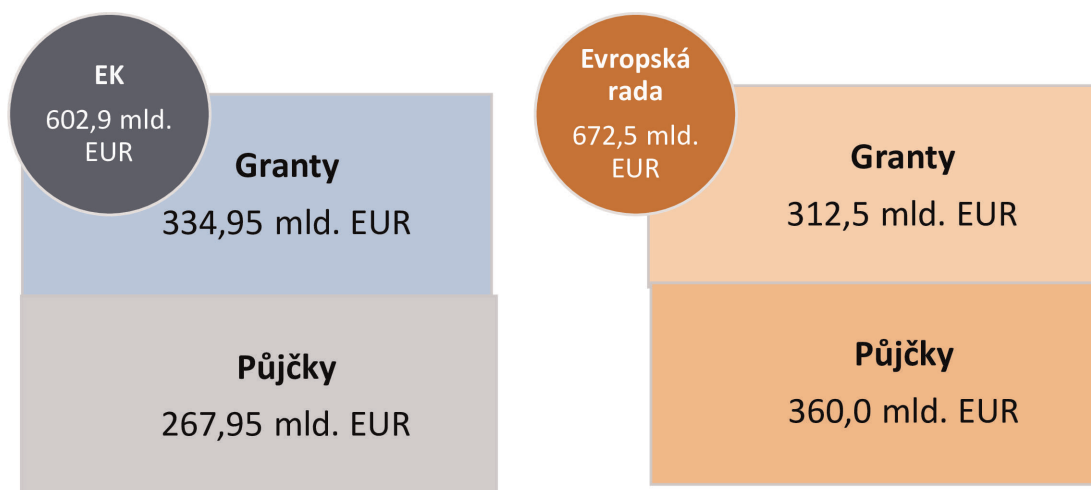 EK
602,9 mld.
EUR
Granty
334,95 mld. EUR
Půjčky
267,95 mld. EUR
Evropská
rada
672,5 mld.
EUR
Granty
312,5 mld. EUR
Půjčky
360,0 mld. EUR